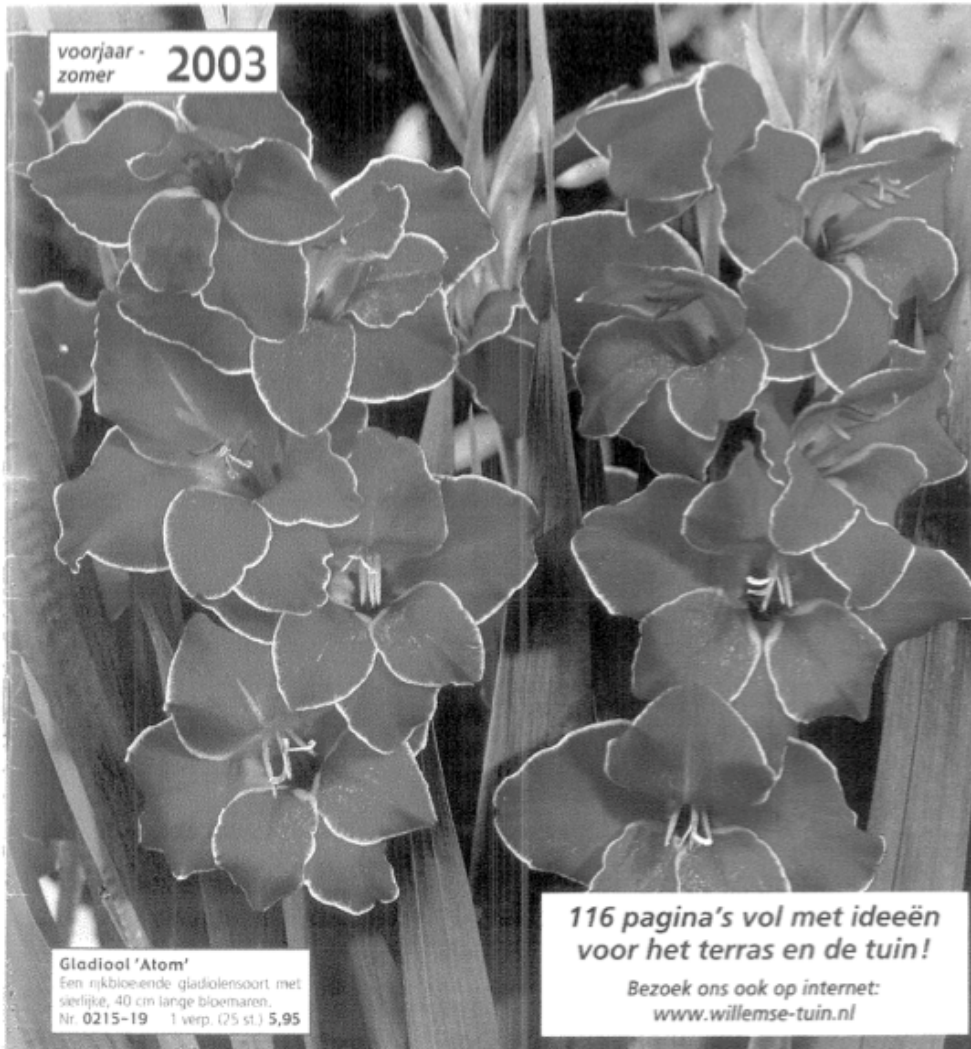 voorjaar -
zomer 2003
Gladiool 'Atom'
Een rijkbloeiende gladiolensoort met
sierlijke, 40 cm lange bloemaren.
Nr. 0215-19 1 verp. (25 st.) 5,95
116 pagina's vol met ideeën
voor het terras en de tuin!
Bezoek ons ook op internet:
www.willemse-tuin.nl